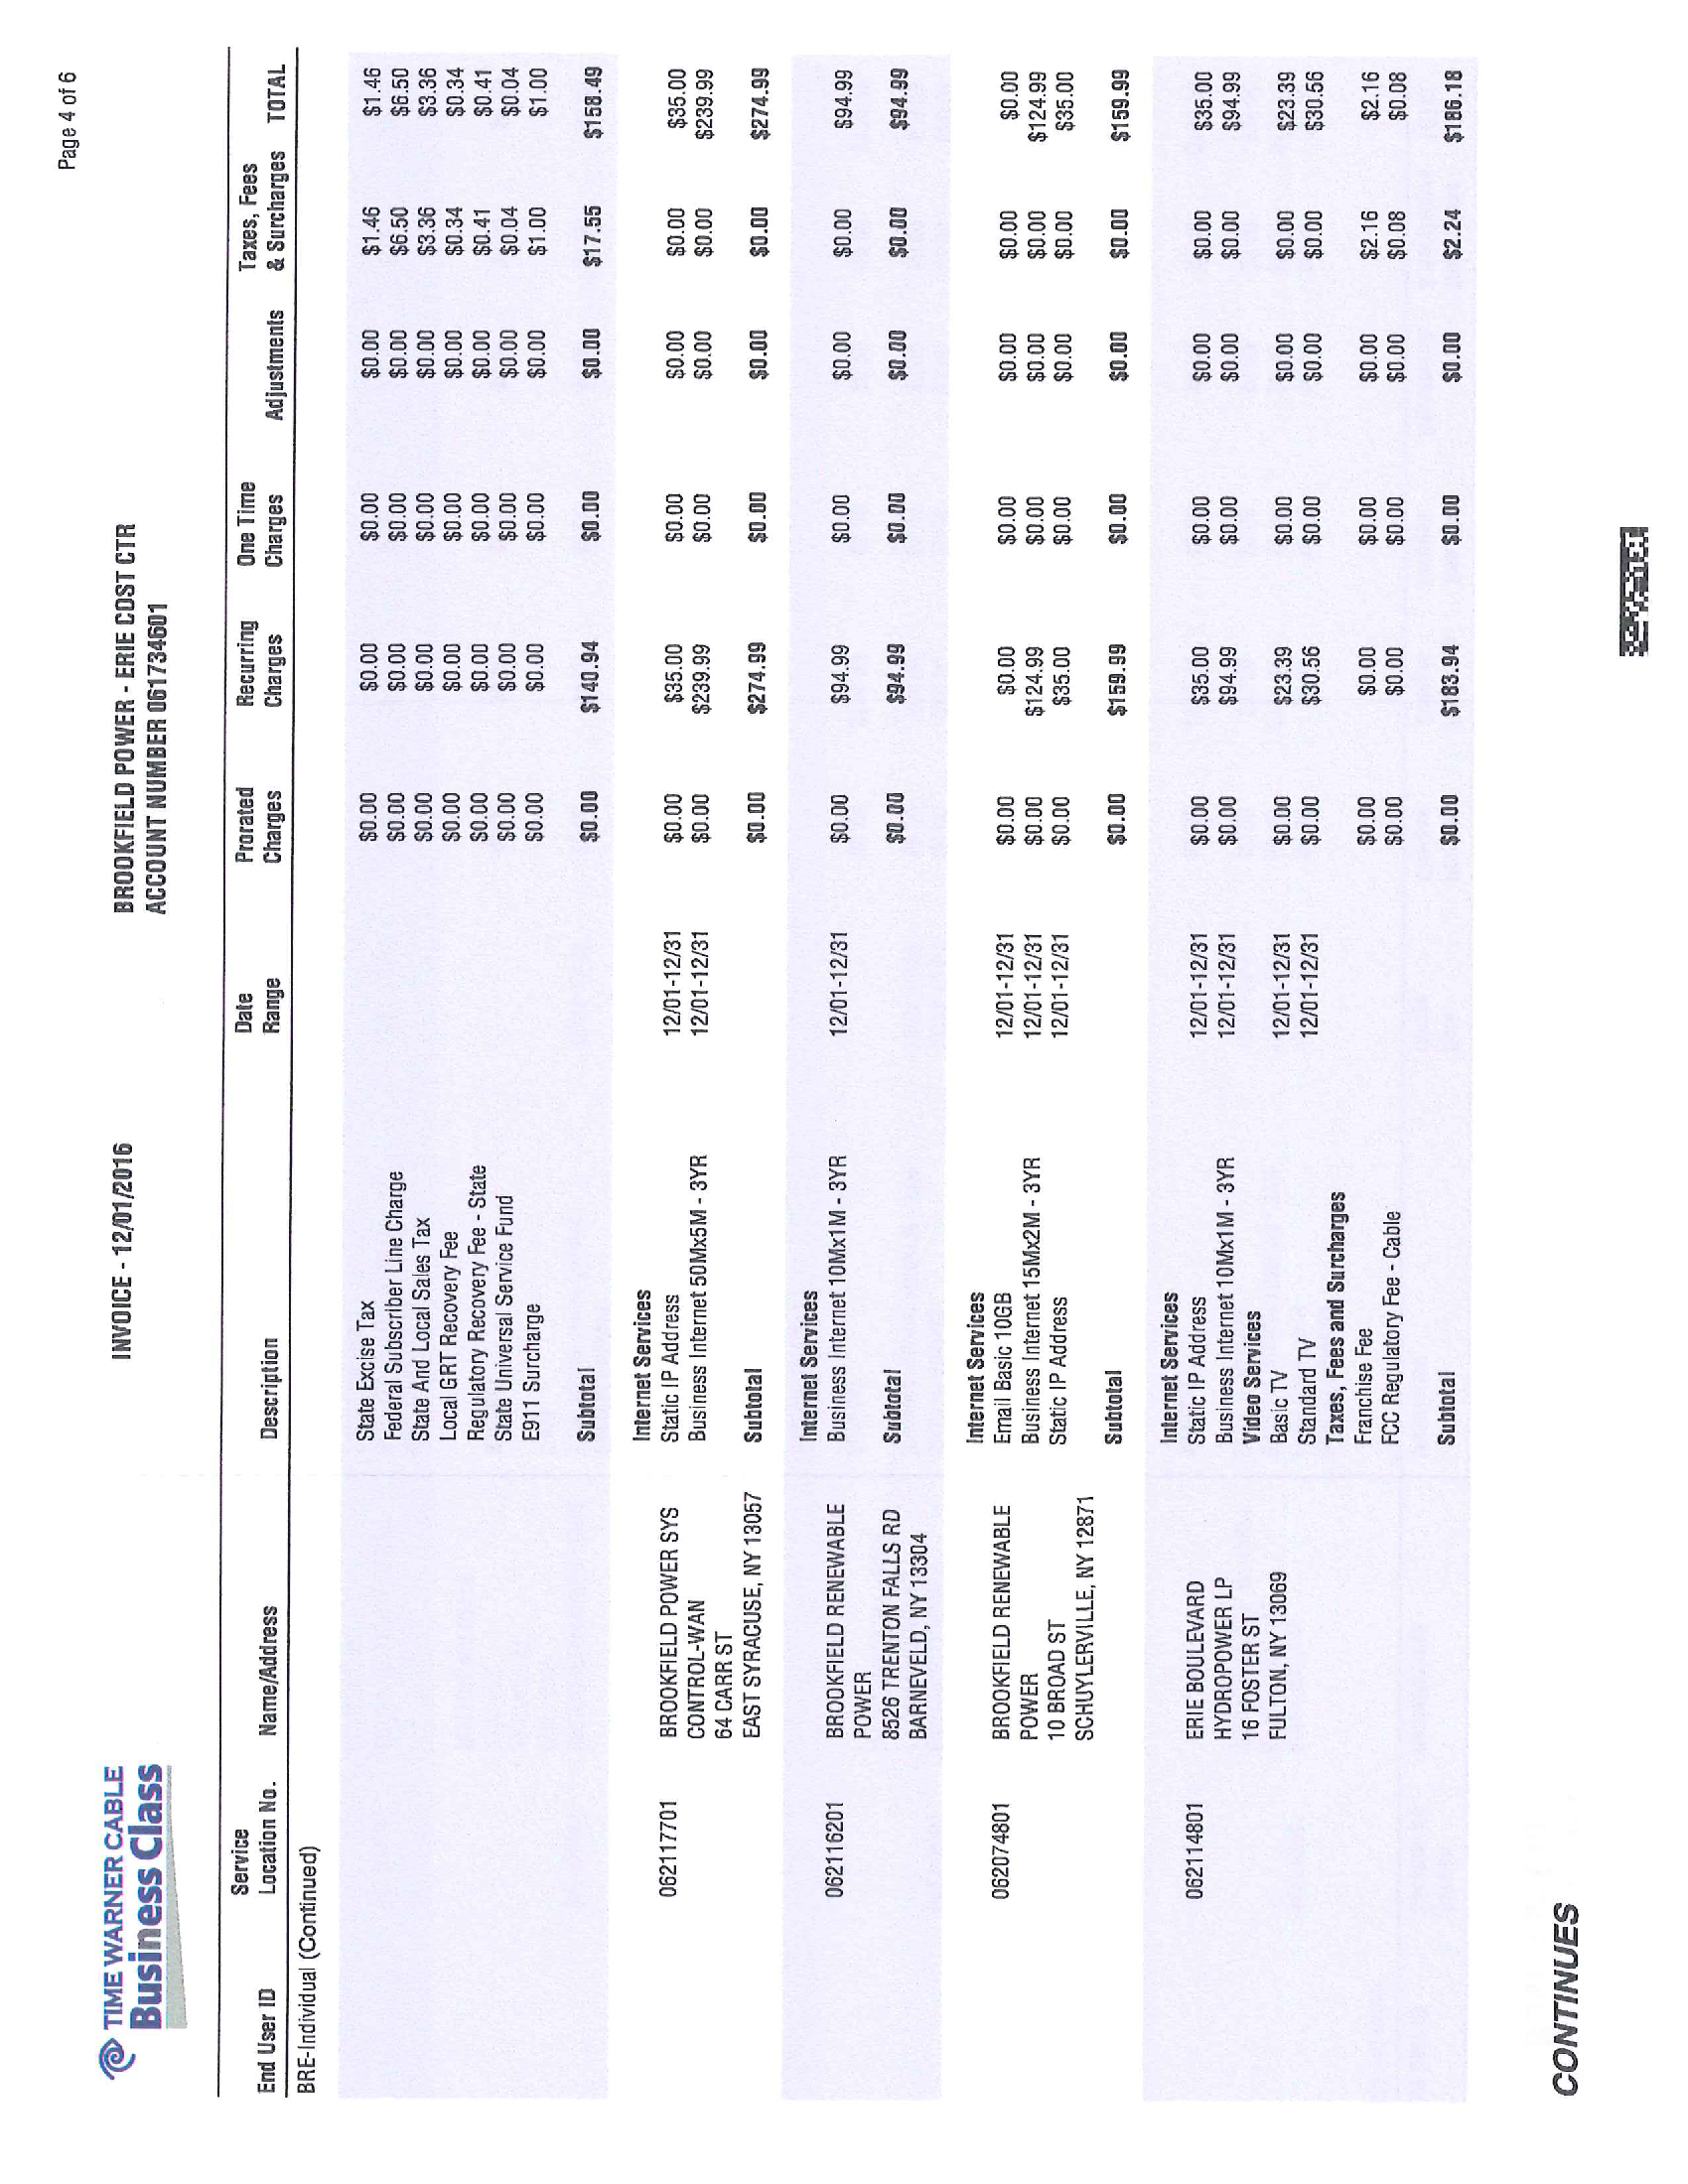 Page 4 of 6
TIME WARNER CABLE
Business Class
INVOICE - 12/01/2016
BROOKFIELD POWER - ERIE COST CTR
ACCOUNT NUMBER 061734601
Service Date Prorated Recurring One Time Taxes, Fees
End User ID Location No. Name/Address Description Range Charges Charges Charges Adjustments & Surcharges TOTAL
BRE-Individual (Continued)
State Excise Tax $0.00 $0.00 $0.00 $0.00 $1.46 $1.46
Federal Subscriber Line Charge $0.00 $0.00 $0.00 $0.00 $6.50 $6.50
State And Local Sales Tax $0.00 $0.00 $0.00 $0.00 $3.36 $3.36
Local GRT Recovery Fee $0.00 $0.00 $0.00 $0.00 $0.34 $0.34
Regulatory Recovery Fee - State $0.00 $0.00 $0.00 $0.00 $0.41 $0.41
State Universal Service Fund $0.00 $0.00 $0.00 $0.00 $0.04 $0.04
E911 Surcharge $0.00 $0.00 $0.00 $0.00 $1.00 $1.00
Subtotal $0.00 $140.94 $0.00 $0.00 $17.55 $158.49
Internet Services
062117701 BROOKFIELD POWER SYS Static IP Address 12/01-12/31 $0.00 $35.00 $0.00 $0.00 $0.00 $35.00
CONTROL-WAN Business Internet 50Mx5M - 3YR 12/01-12/31 $0.00 $239.99 $0.00 $0.00 $0.00 $239.99
64 CARR ST
EAST SYRACUSE, NY 13057 Subtotal $0.00 $274.99 $0.00 $0.00 $0.00 $274.99
Internet Services
062116201 BROOKFIELD RENEWABLE Business Internet 10Mx1M - 3YR 12/01-12/31 $0.00 $94.99 $0.00 $0.00 $0.00 $94.99
POWER
8526 TRENTON FALLS RD Subtotal $0.00 $94.99 $0.00 $0.00 $0.00 $94.99
BARNEVELD, NY 13304
Internet Services
062074801 BROOKFIELD RENEWABLE Email Basic 10GB 12/01-12/31 $0.00 $0.00 $0.00 $0.00 $0.00 $0.00
POWER Business Internet 15Mx2M - 3YR 12/01-12/31 $0.00 $124.99 $0.00 $0.00 $0.00 $124.99
10 BROAD ST Static IP Address 12/01-12/31 $0.00 $35.00 $0.00 $0.00 $0.00 $35.00
SCHUYLERVILLE, NY 12871
Subtotal $0.00 $159.99 $0.00 $0.00 $0.00 $159.99
Internet Services
062114801 ERIE BOULEVARD Static IP Address 12/01-12/31 $0.00 $35.00 $0.00 $0.00 $0.00 $35.00
HYDROPOWER LP Business Internet 10Mx1M - 3YR 12/01-12/31 $0.00 $94.99 $0.00 $0.00 $0.00 $94.99
16 FOSTER ST Video Services
FULTON, NY 13069 Basic TV 12/01-12/31 $0.00 $23.39 $0.00 $0.00 $0.00 $23.39
Standard TV 12/01-12/31 $0.00 $30.56 $0.00 $0.00 $0.00 $30.56
Taxes, Fees and Surcharges
Franchise Fee $0.00 $0.00 $0.00 $0.00 $2.16 $2.16
FCC Regulatory Fee - Cable $0.00 $0.00 $0.00 $0.00 $0.08 $0.08
Subtotal $0.00 $183.94 $0.00 $0.00 $2.24 $186.18
CONTINUES